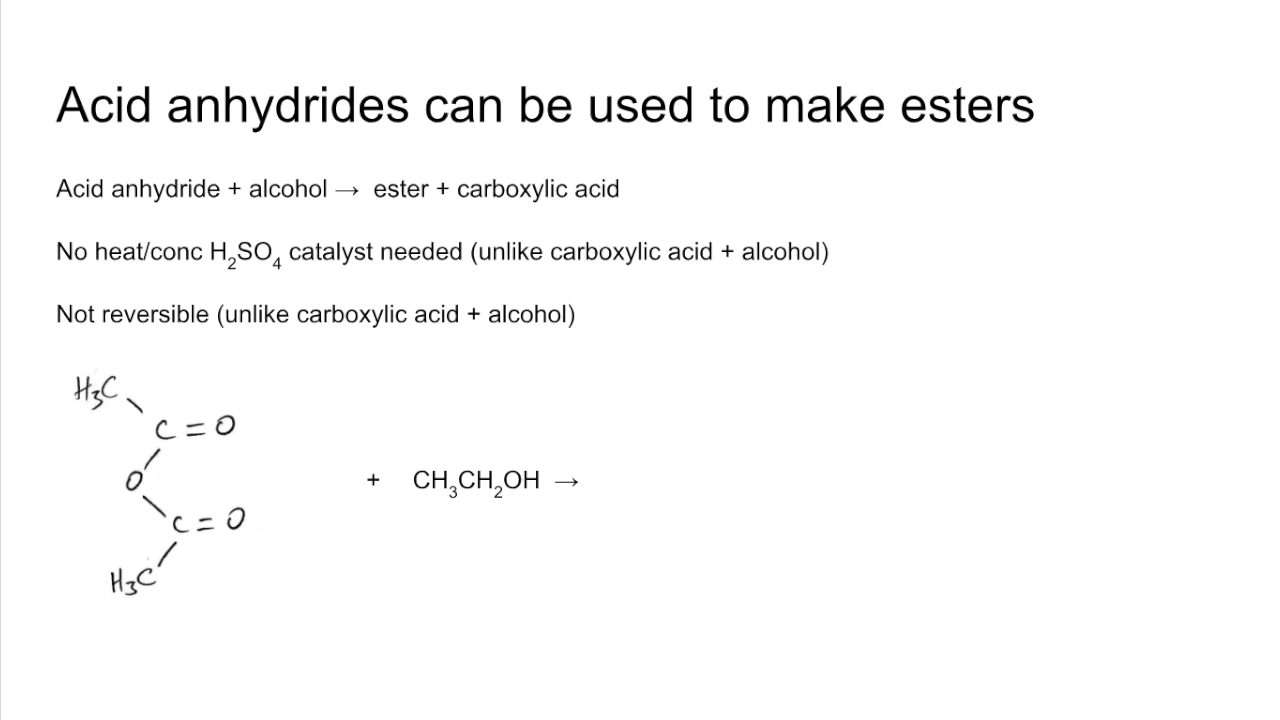 Acid anhydrides can be used to make esters
Acid anhydride + alcohol → ester + carboxylic acid
No heat/conc H₂SO₄ catalyst needed (unlike carboxylic acid + alcohol)
Not reversible (unlike carboxylic acid + alcohol)
H₃C
C = O
O
+ CH₃CH₂OH →
C = O
H₃C